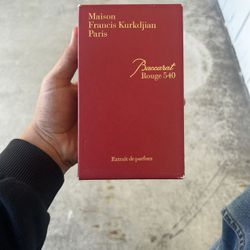 Maison
Francis Kurkdjian
Paris
Baccarat
Rouge 540
Extrait de parfum